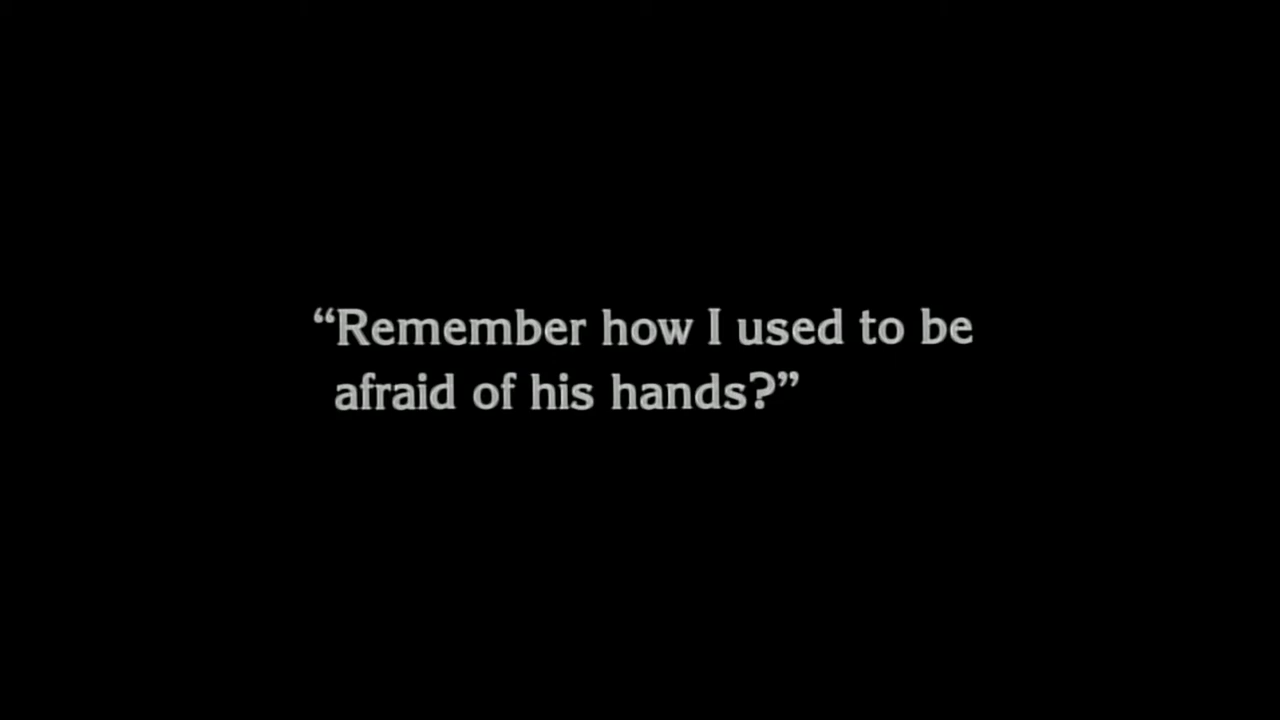 “Remember how I used to be
afraid of his hands?”